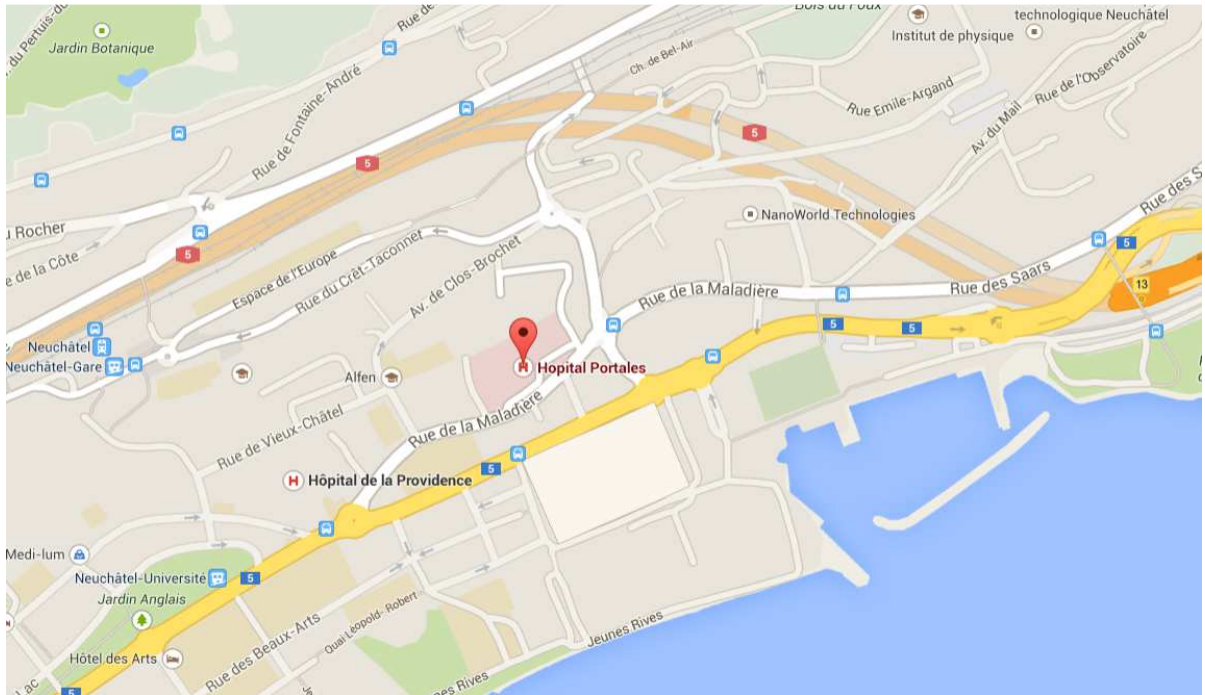 Bois du Foux
technologique Neuchâtel
Institut de physique
Jardin Botanique
Ch. de Bel-Air
Rue de
Rue de Fontaine-André
Rue Emile-Argand
Rue de l'Observatoire
Av. du Mail
5
5
Rue des Saars
NanoWorld Technologies
u Rocher
5
5
e de la Côte
Espace de l'Europe
Rue du Crêt-Taconnet
Av. de Clos-Brochet
Rue de la Maladière
Rue des Saars
13
5
5
Neuchâtel
Neuchâtel-Gare
Hopital Portales
Alfen
Rue de Vieux-Châtel
Rue de la Maladière
5
Hôpital de la Providence
Medi-lum
Neuchâtel-Université
5
Jardin Anglais
Quai Léopold-Robert
Jeunes Rives
Hôtel des Arts
Rue des Beaux-Arts
Lac
5
Des Rives